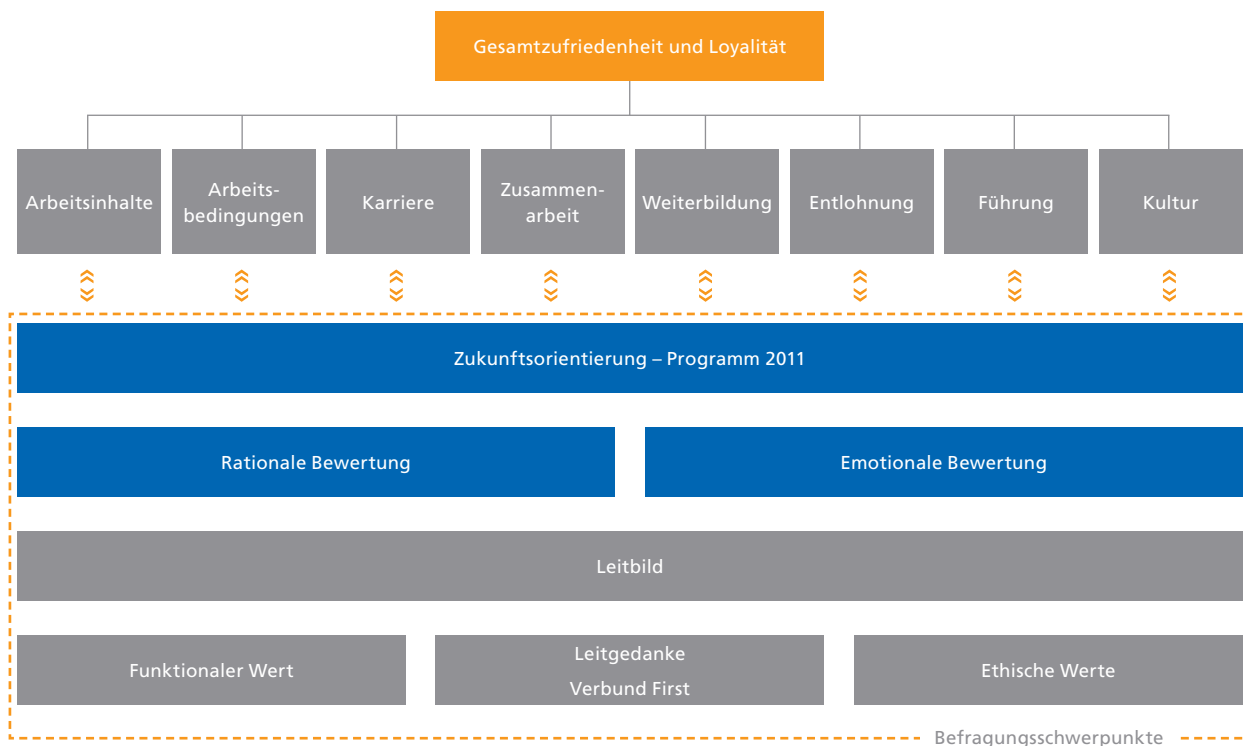 Gesamtzufriedenheit und Loyalität
Arbeitsinhalte
Arbeits-
bedingungen
Karriere
Zusammen-
arbeit
Weiterbildung
Entlohnung
Führung
Kultur
Zukunftsorientierung – Programm 2011
Rationale Bewertung
Emotionale Bewertung
Leitbild
Funktionaler Wert
Leitgedanke
Verbund First
Ethische Werte
Befragungsschwerpunkte